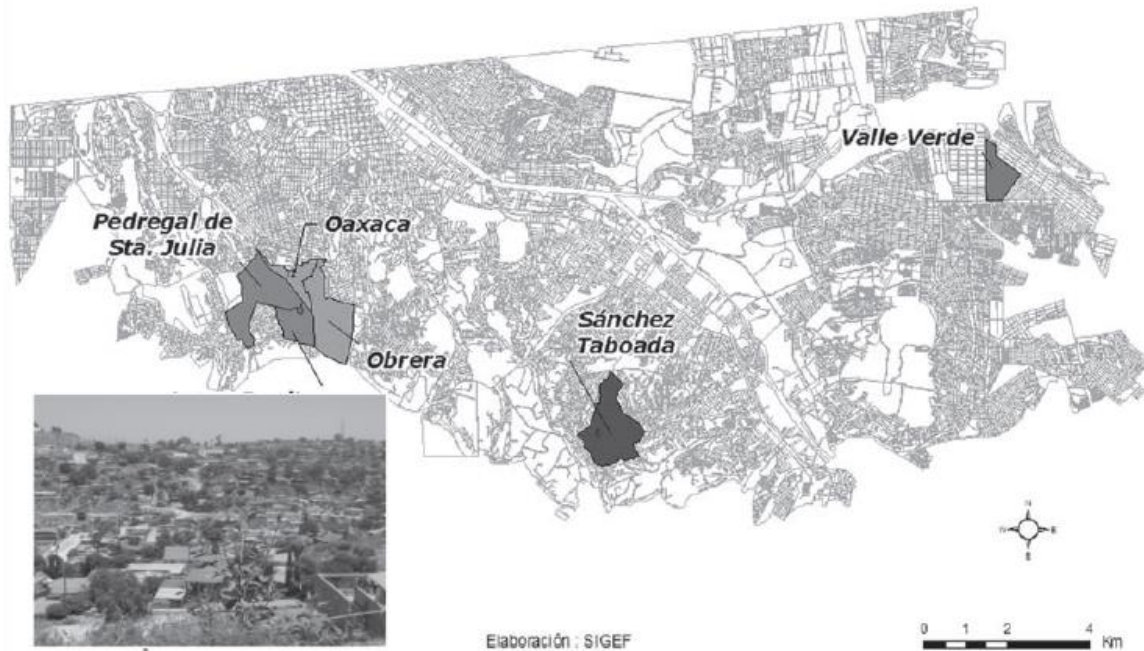 Valle Verde
Pedregal de
Sta. Julia
Oaxaca
Sánchez
Taboada
Obrera
N
E
S
Elaboración : SIGEF
0 1 2 4
Km